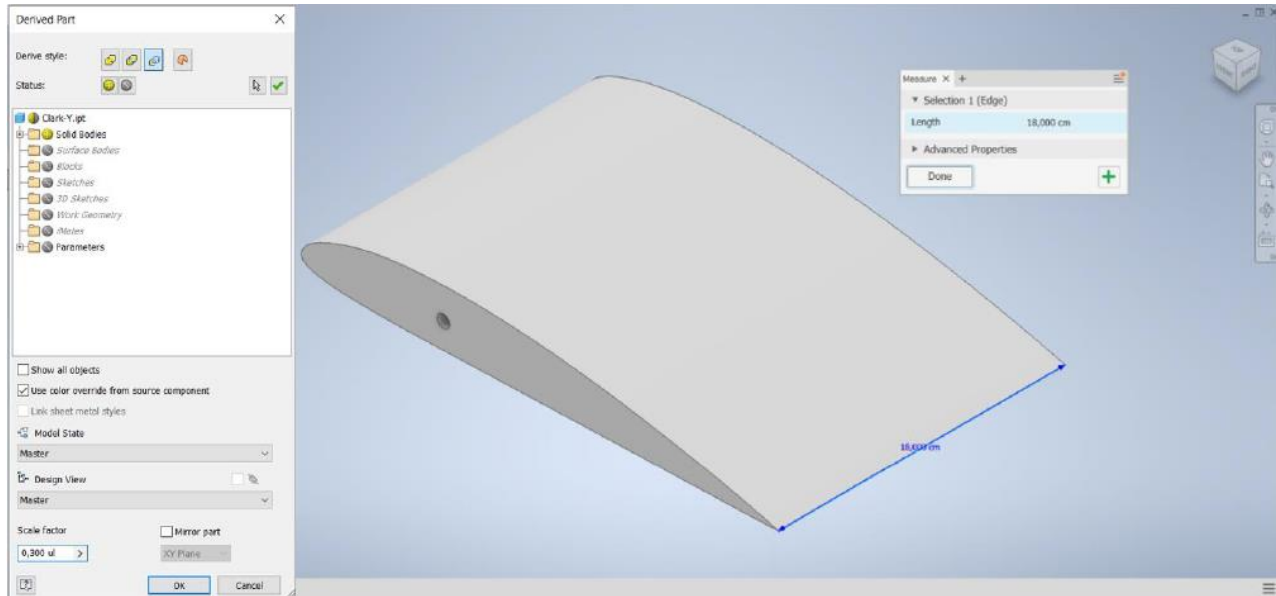 Derived Part
Derive style:
Status:
Clark-Y.ipt
Solid Bodies
Surface Bodies
Blocks
Sketches
3D Sketches
Work Geometry
iMates
Parameters
Show all objects
Use color override from source component
Link sheet metal styles
Model State
Master
Design View
Master
Scale factor
Mirror part
0,300 ul
XY Plane
OK
Cancel
Measure
Selection 1 (Edge)
Length 18,000 cm
Advanced Properties
Done
18,000 cm